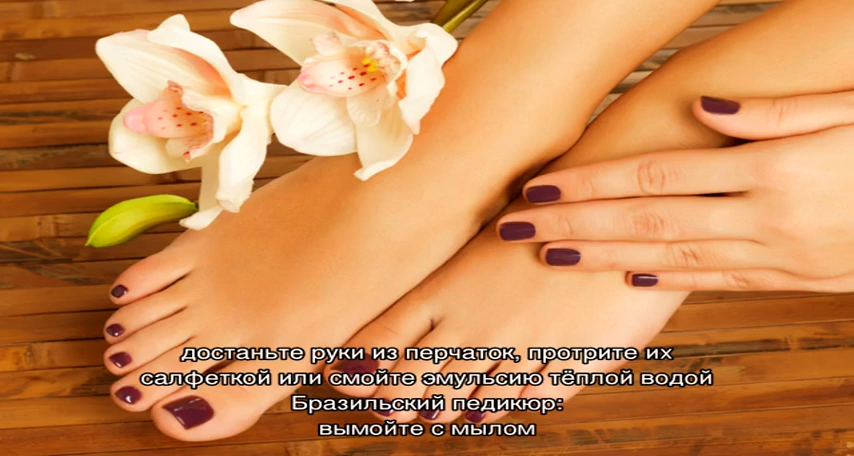 достаньте руки из перчаток, протрите их
салфеткой или смойте эмульсию тёплой водой
Бразильский педикюр:
вымойте с мылом